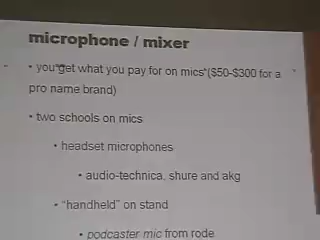 microphone / mixer
• you get what you pay for on mics ($50-$300 for a
pro name brand)
• two schools on mics
• headset microphones
• audio-technica, shure and akg
• "handheld" on stand
• podcaster mic from rode